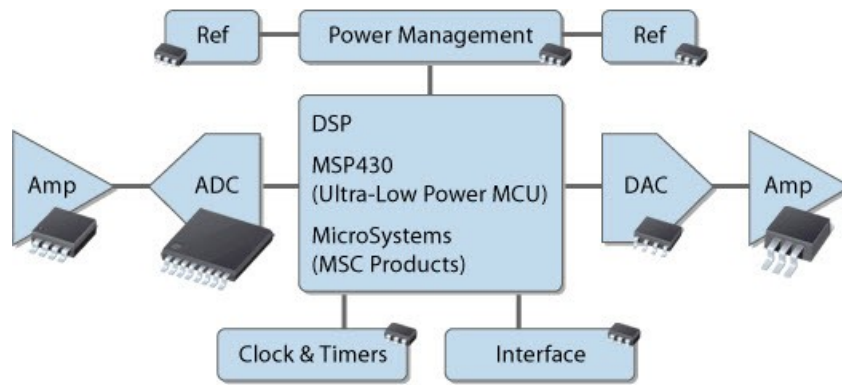 Ref
Power Management
Ref
Amp
ADC
DSP
MSP430
(Ultra-Low Power MCU)
MicroSystems
(MSC Products)
DAC
Amp
Clock & Timers
Interface